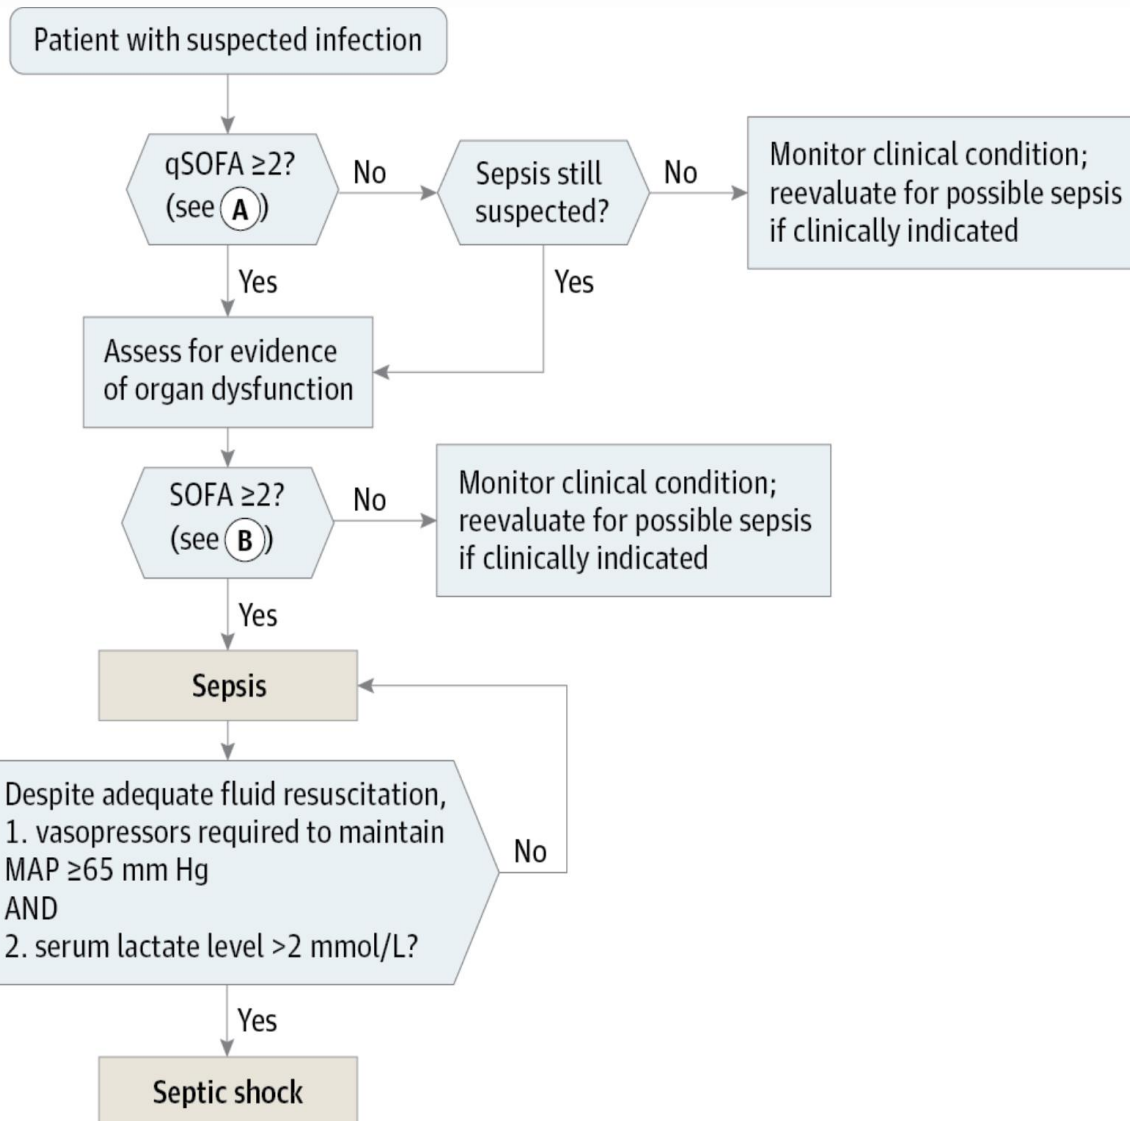 Patient with suspected infection
qSOFA ≥2?
(see A)
No
Sepsis still
suspected?
No
Monitor clinical condition;
reevaluate for possible sepsis
if clinically indicated
Yes
Yes
Assess for evidence
of organ dysfunction
SOFA ≥2?
(see B)
No
Monitor clinical condition;
reevaluate for possible sepsis
if clinically indicated
Yes
Sepsis
Despite adequate fluid resuscitation,
1. vasopressors required to maintain
MAP ≥65 mm Hg
AND
2. serum lactate level >2 mmol/L?
No
Yes
Septic shock